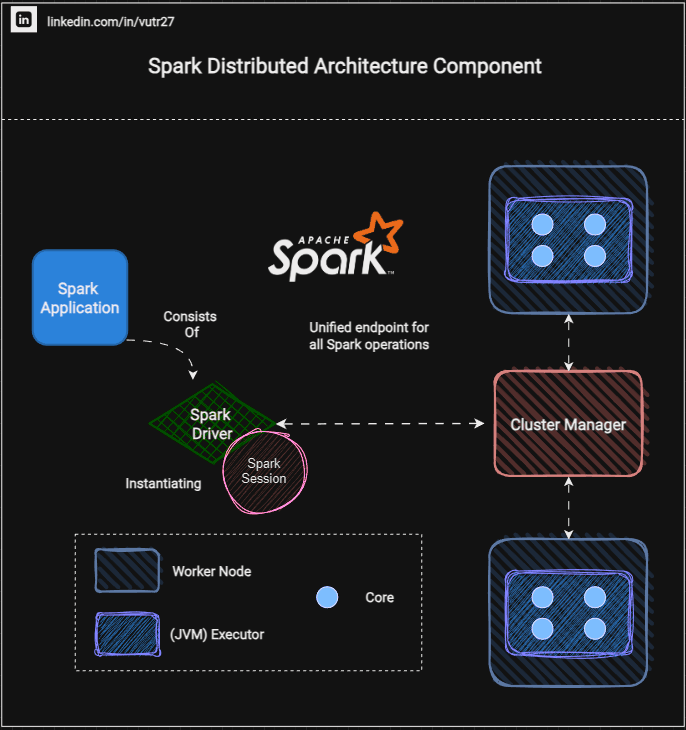 in
linkedin.com/in/vutr27
Spark Distributed Architecture Component
APACHE
Spark™
Spark
Application
Consists
Of
Unified endpoint for
all Spark operations
Spark
Driver
Cluster Manager
Spark
Session
Instantiating
Worker Node
Core
(JVM) Executor